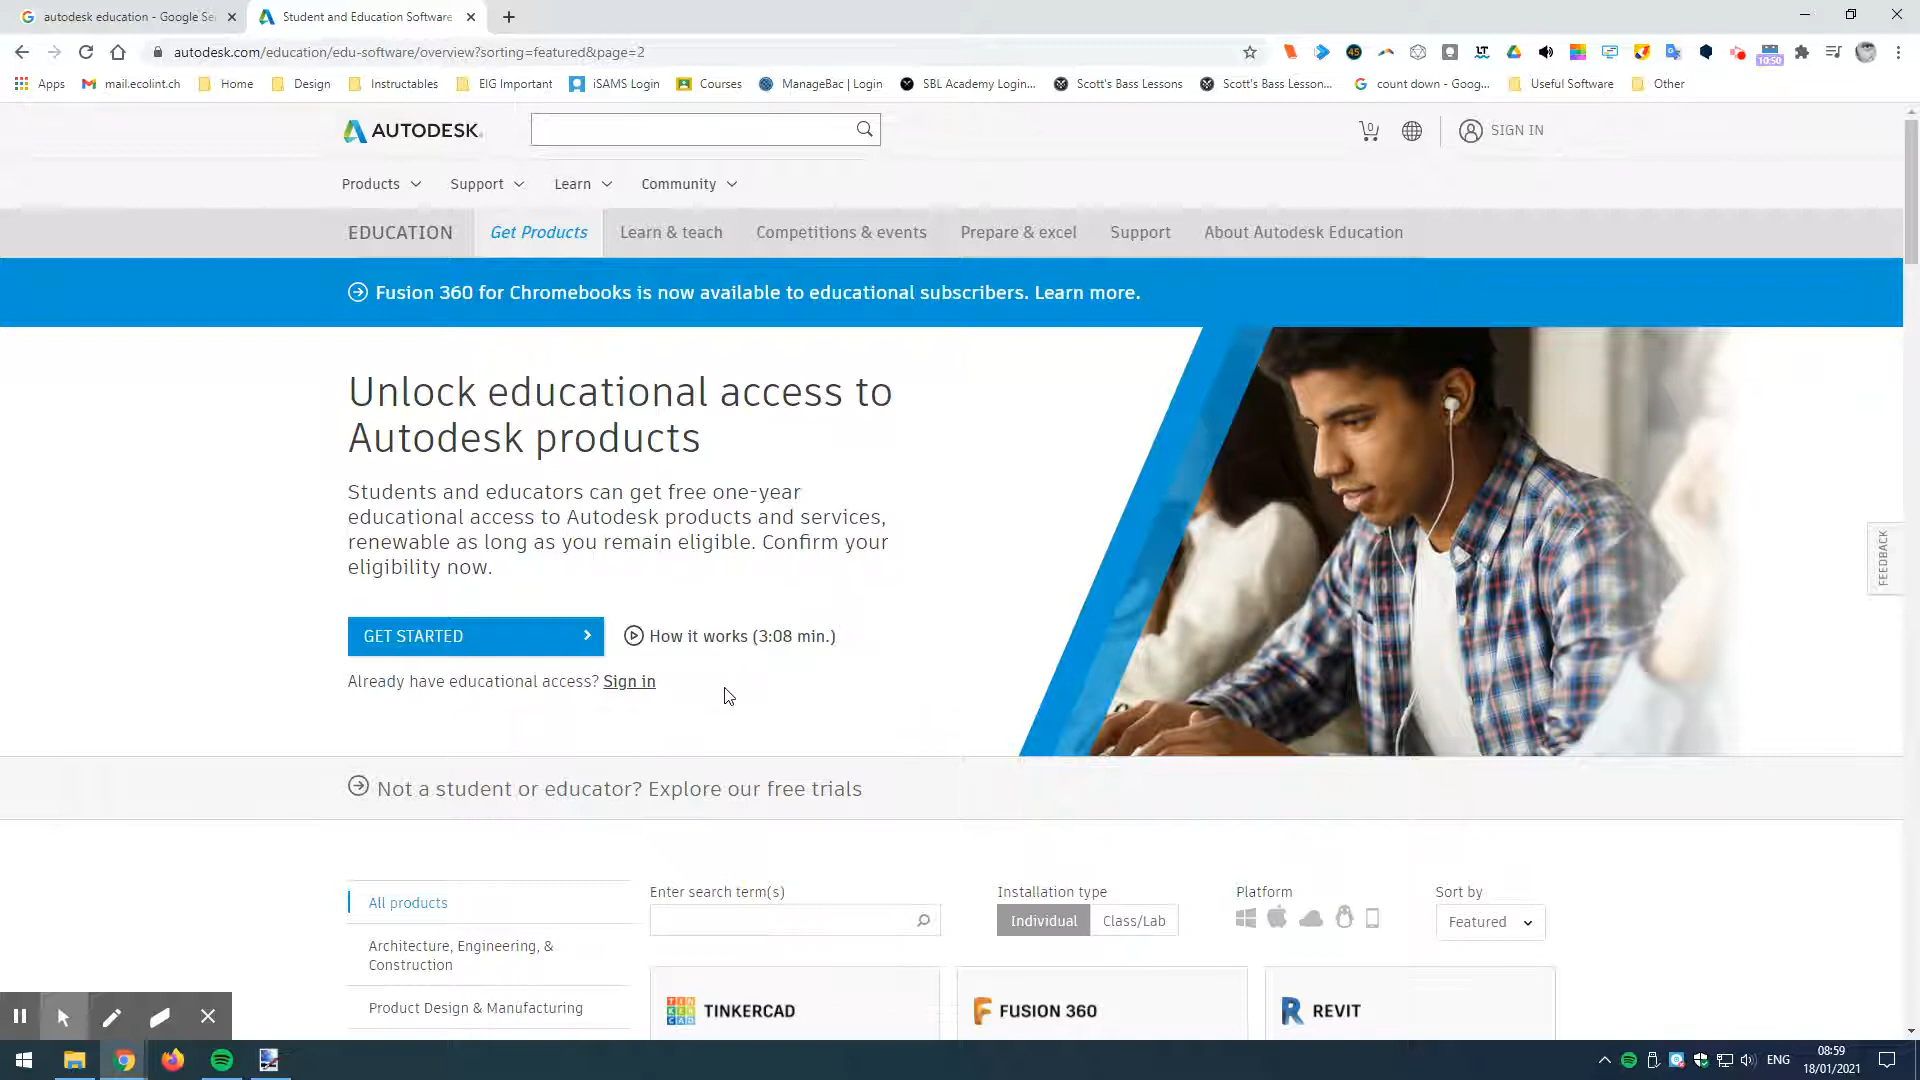 autodesk education - Google Se
Student and Education Software
autodesk.com/education/edu-software/overview?sorting=featured&page=2
45
LT
10:50
Apps
mail.ecolint.ch
Home
Design
Instructables
EIG Important
iSAMS Login
Courses
ManageBac | Login
SBL Academy Login...
Scott's Bass Lessons
Scott's Bass Lesson...
count down - Goog...
Useful Software
Other
AUTODESK.
0
SIGN IN
Products
Support
Learn
Community
EDUCATION
Get Products
Learn & teach
Competitions & events
Prepare & excel
Support
About Autodesk Education
Fusion 360 for Chromebooks is now available to educational subscribers. Learn more.
Unlock educational access to
Autodesk products
Students and educators can get free one-year
educational access to Autodesk products and services,
renewable as long as you remain eligible. Confirm your
eligibility now.
GET STARTED
How it works (3:08 min.)
Already have educational access? Sign in
FEEDBACK
Not a student or educator? Explore our free trials
All products
Architecture, Engineering, &
Construction
Product Design & Manufacturing
Enter search term(s)
Installation type
Individual
Class/Lab
Platform
Sort by
Featured
TIN
KER
CAD
TINKERCAD
FUSION 360
REVIT
ENG
08:59
18/01/2021